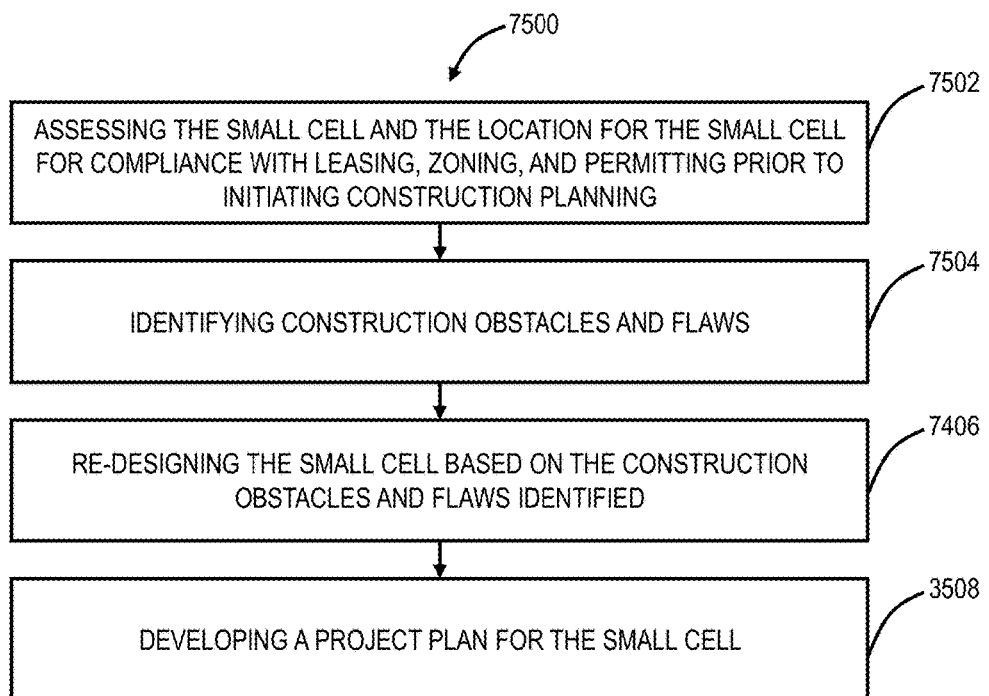 7500
7502
ASSESSING THE SMALL CELL AND THE LOCATION FOR THE SMALL CELL
FOR COMPLIANCE WITH LEASING, ZONING, AND PERMITTING PRIOR TO
INITIATING CONSTRUCTION PLANNING
7504
IDENTIFYING CONSTRUCTION OBSTACLES AND FLAWS
7406
RE-DESIGNING THE SMALL CELL BASED ON THE CONSTRUCTION
OBSTACLES AND FLAWS IDENTIFIED
3508
DEVELOPING A PROJECT PLAN FOR THE SMALL CELL